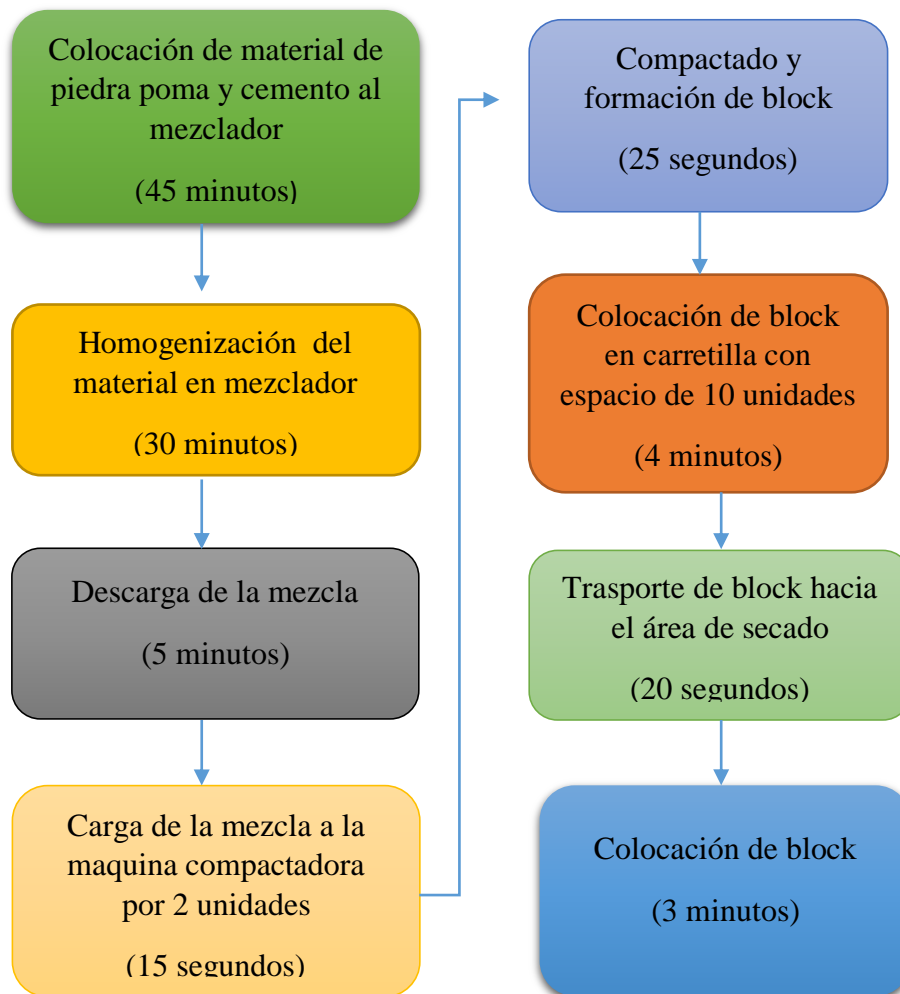 Colocación de material de
piedra poma y cemento al
mezclador
(45 minutos)
Homogenización del
material en mezclador
(30 minutos)
Descarga de la mezcla
(5 minutos)
Carga de la mezcla a la
maquina compactadora
por 2 unidades
(15 segundos)
Compactado y
formación de block
(25 segundos)
Colocación de block
en carretilla con
espacio de 10 unidades
(4 minutos)
Trasporte de block hacia
el área de secado
(20 segundos)
Colocación de block
(3 minutos)